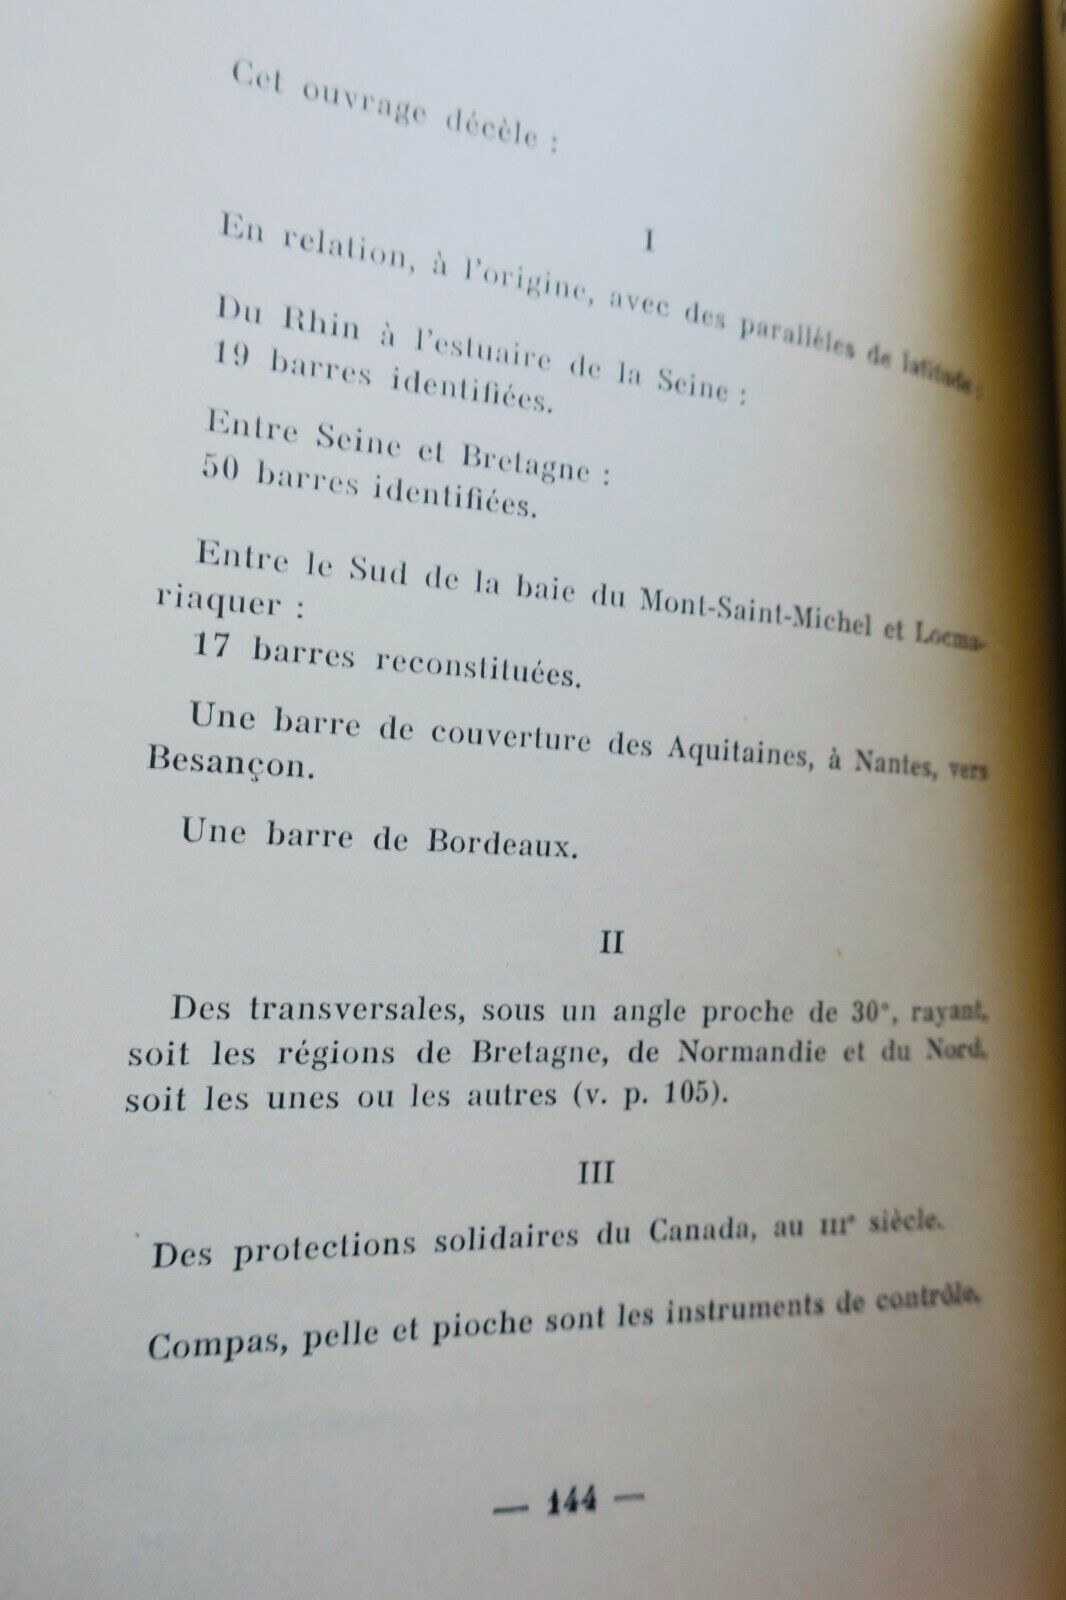 Cet ouvrage décèle :
I
En relation, à l'origine, avec des parallèles de latitude :
Du Rhin à l'estuaire de la Seine :
19 barres identifiées.
Entre Seine et Bretagne :
50 barres identifiées.
Entre le Sud de la baie du Mont-Saint-Michel et Locma-
riaquer :
17 barres reconstituées.
Une barre de couverture des Aquitaines, à Nantes, vers
Besançon.
Une barre de Bordeaux.
II
Des transversales, sous un angle proche de 30°, rayant,
soit les régions de Bretagne, de Normandie et du Nord,
soit les unes ou les autres (v. p. 105).
III
Des protections solidaires du Canada, au IIIe siècle.
Compas, pelle et pioche sont les instruments de contrôle.
— 144 —